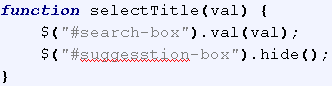 function selectTitle(val) {
    $("#search-box").val(val);
    $("#suggesstion-box").hide();
}